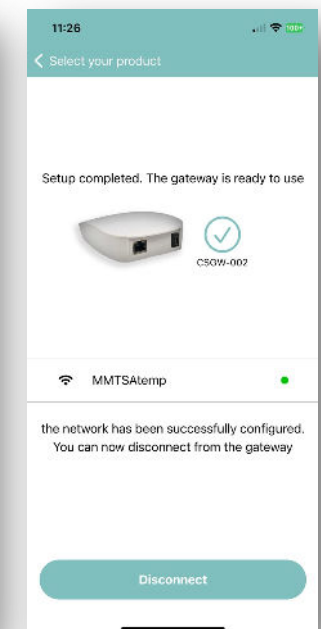 11:26
100+
Select your product
Setup completed. The gateway is ready to use
CSGW-002
MMTSAtemp
the network has been successfully configured.
You can now disconnect from the gateway
Disconnect